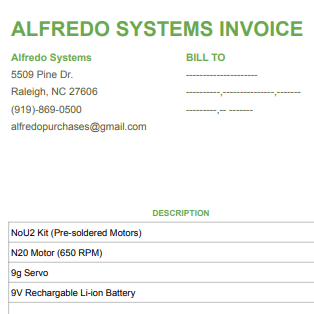 ALFREDO SYSTEMS INVOICE
Alfredo Systems
BILL TO
5509 Pine Dr.
---------------------
Raleigh, NC 27606
----------,---------------,-------
(919)-869-0500
---------,-- -------
alfredopurchases@gmail.com
DESCRIPTION
NoU2 Kit (Pre-soldered Motors)
N20 Motor (650 RPM)
9g Servo
9V Rechargable Li-ion Battery